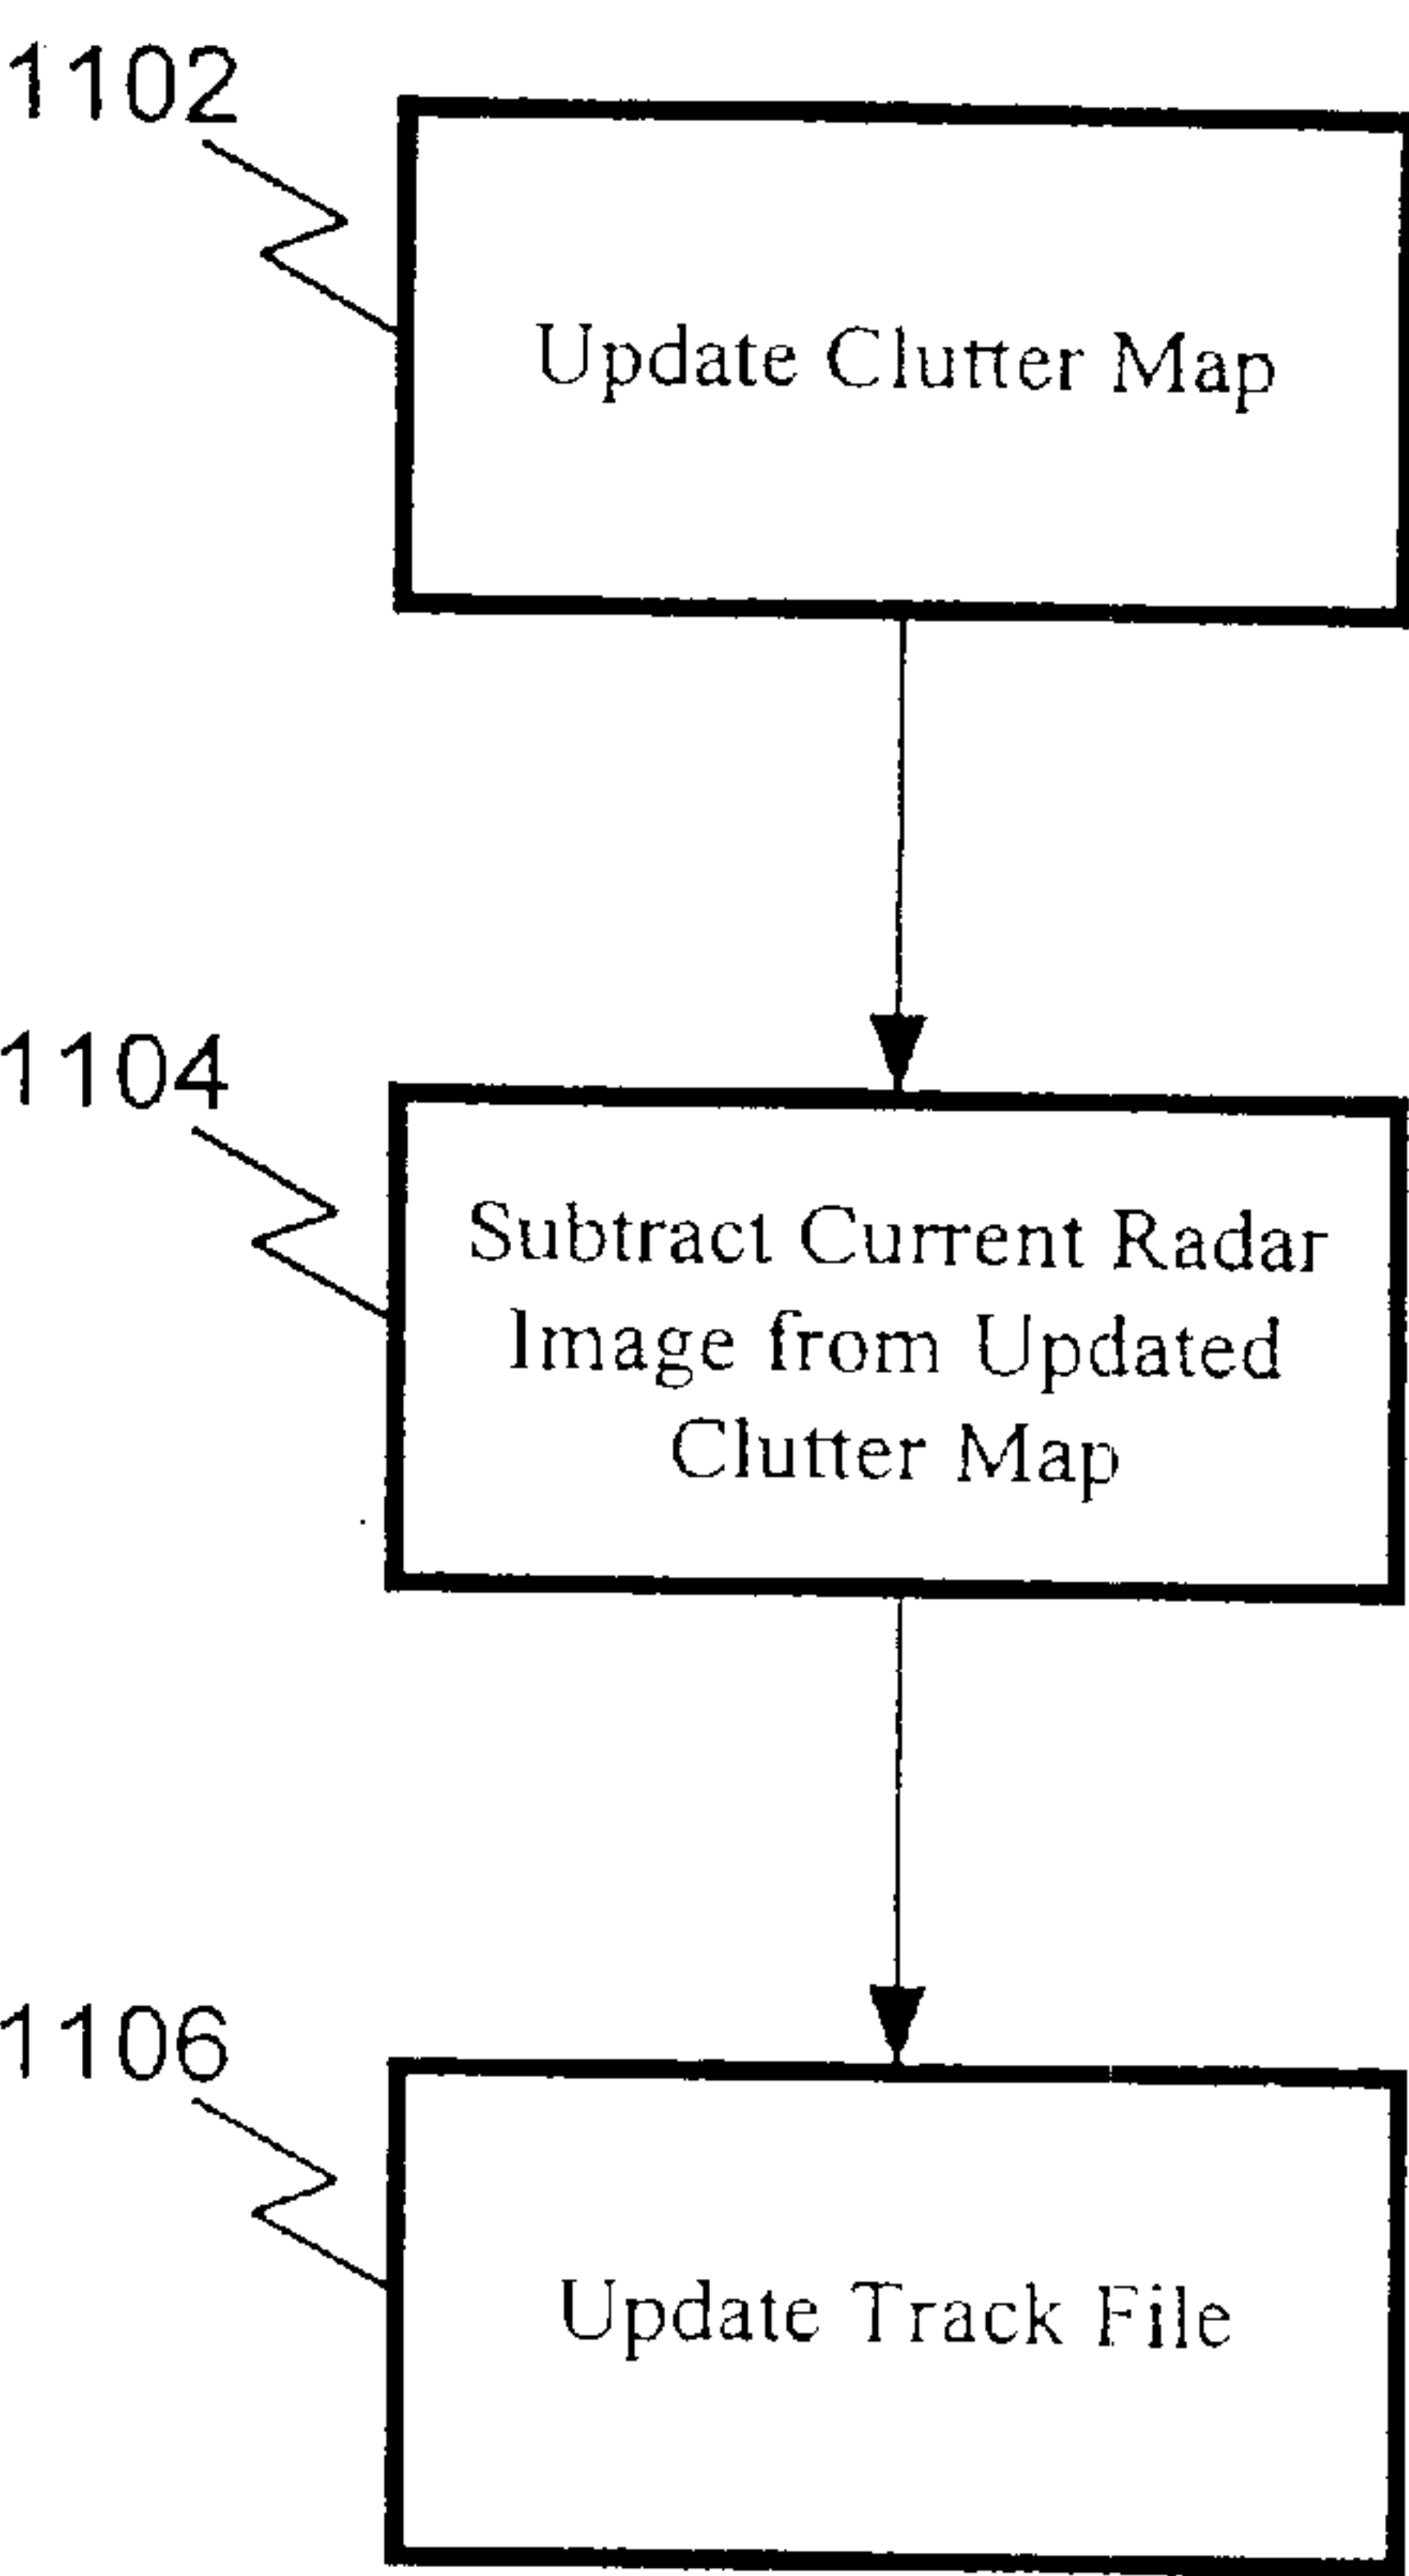 1102
Update Clutter Map
1104
Subtract Current Radar
Image from Updated
Clutter Map
1106
Update Track File